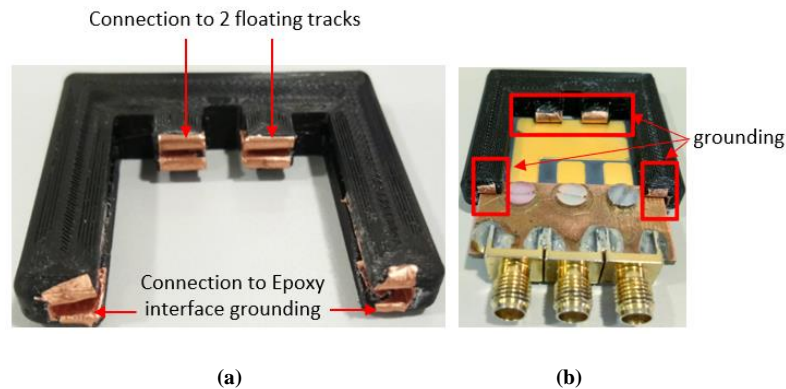 Connection to 2 floating tracks
grounding
Connection to Epoxy
interface grounding
(a)
(b)